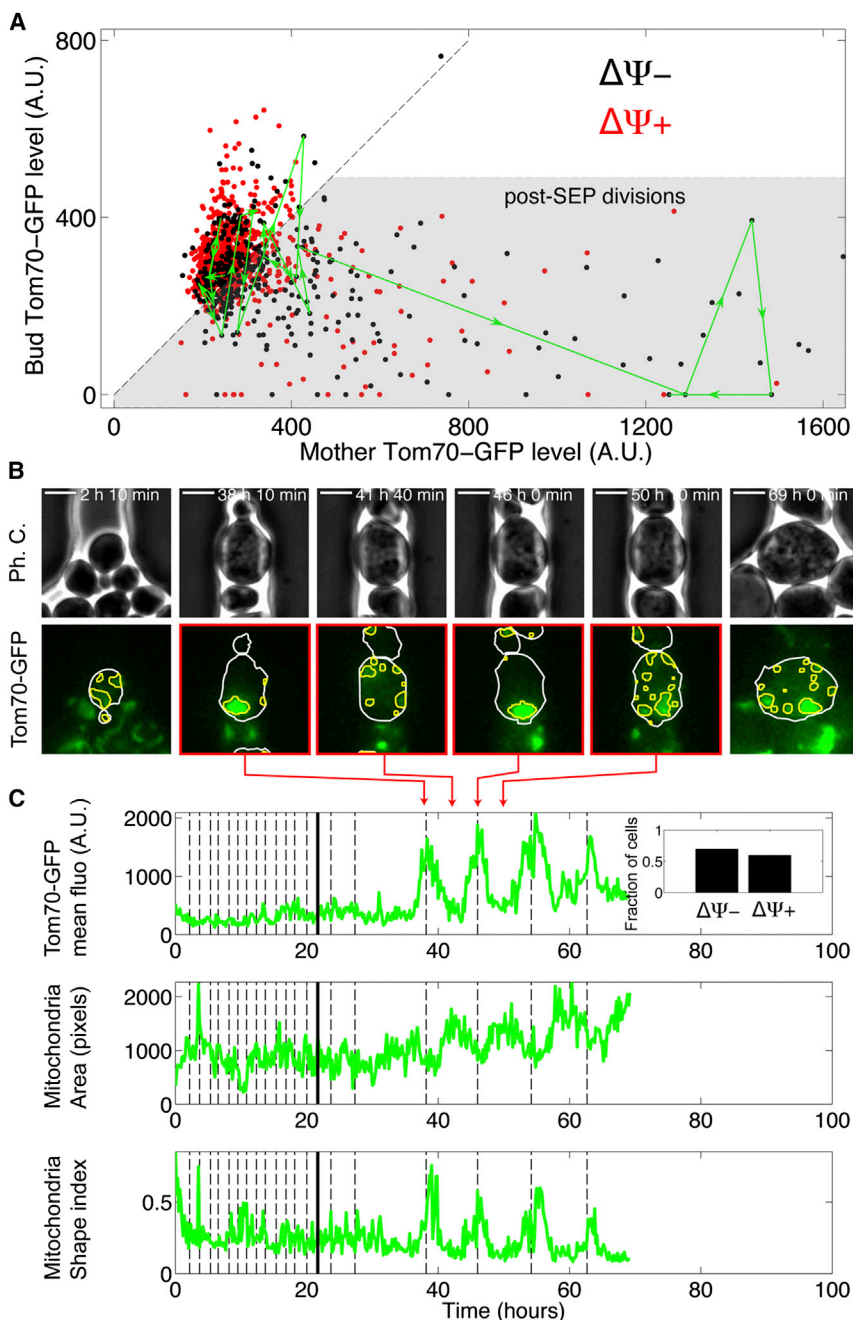 A
800
400
0
Bud Tom70-GFP level (A.U.)
ΔΨ−
ΔΨ+
post-SEP divisions
0 400 800 1200 1600
Mother Tom70-GFP level (A.U.)
B
Ph. C.
2 h 10 min
38 h 10 min
41 h 40 min
46 h 0 min
50 h 10 min
69 h 0 min
Tom70-GFP
C
Tom70-GFP
mean fluo (A.U.)
2000
1000
0
0 20 40 60 80 100
Fraction of cells
1
0.5
0
ΔΨ− ΔΨ+
Mitochondria
Area (pixels)
2000
1000
0
0 20 40 60 80 100
Mitochondria
Shape index
0.5
0
0 20 40 60 80 100
Time (hours)